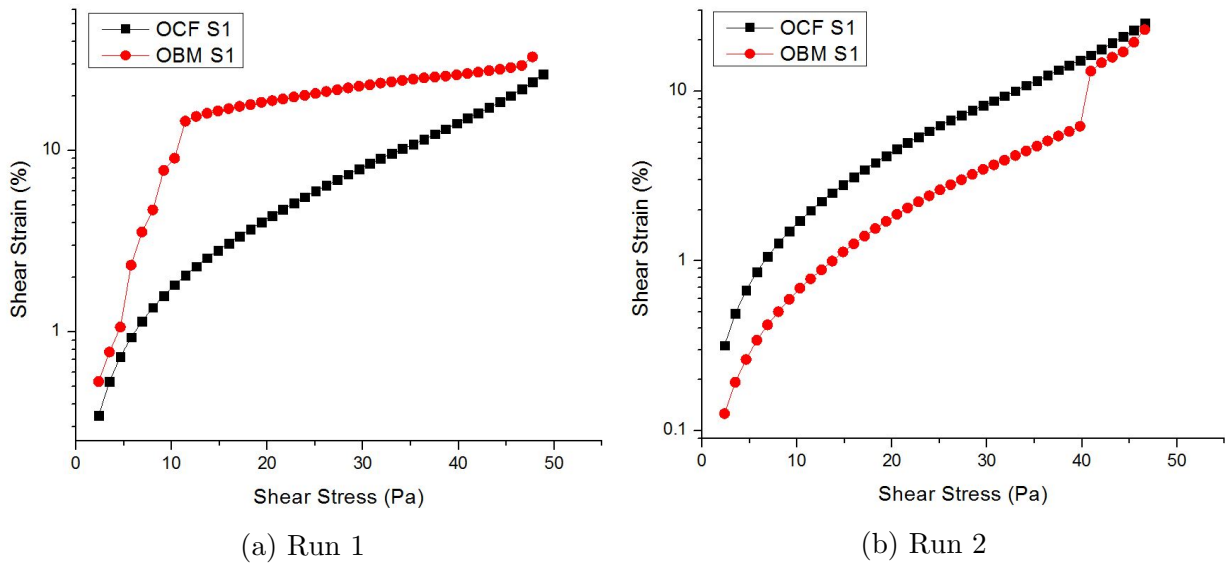 OCF S1
OBM S1
10
1
Shear Strain (%)
0 10 20 30 40 50
Shear Stress (Pa)
(a) Run 1
OCF S1
OBM S1
10
1
0.1
Shear Strain (%)
0 10 20 30 40 50
Shear Stress (Pa)
(b) Run 2